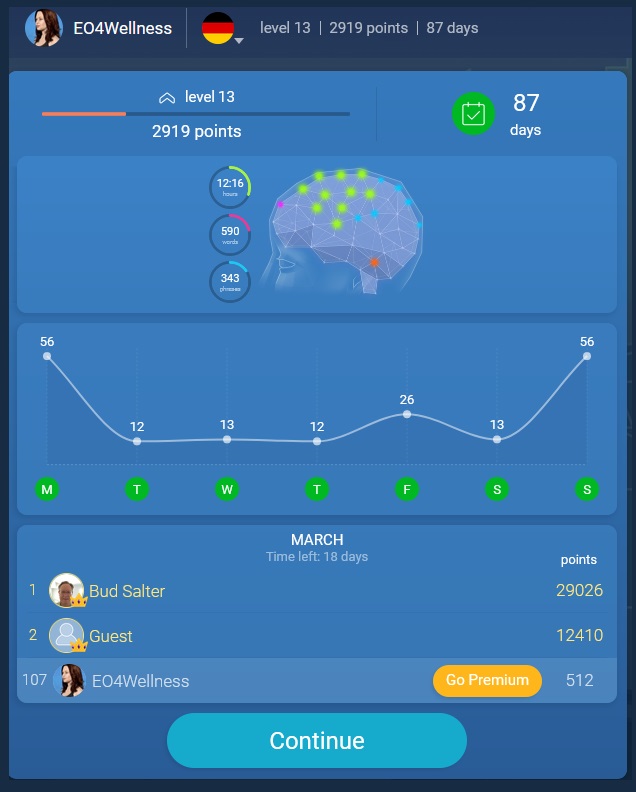 EO4Wellness
level 13 | 2919 points | 87 days
level 13
2919 points
87
days
12:16
hours
590
words
343
phrases
56
12
13
12
26
13
56
M T W T F S S
MARCH
Time left: 18 days
points
1 Bud Salter 29026
2 Guest 12410
107 EO4Wellness Go Premium 512
Continue